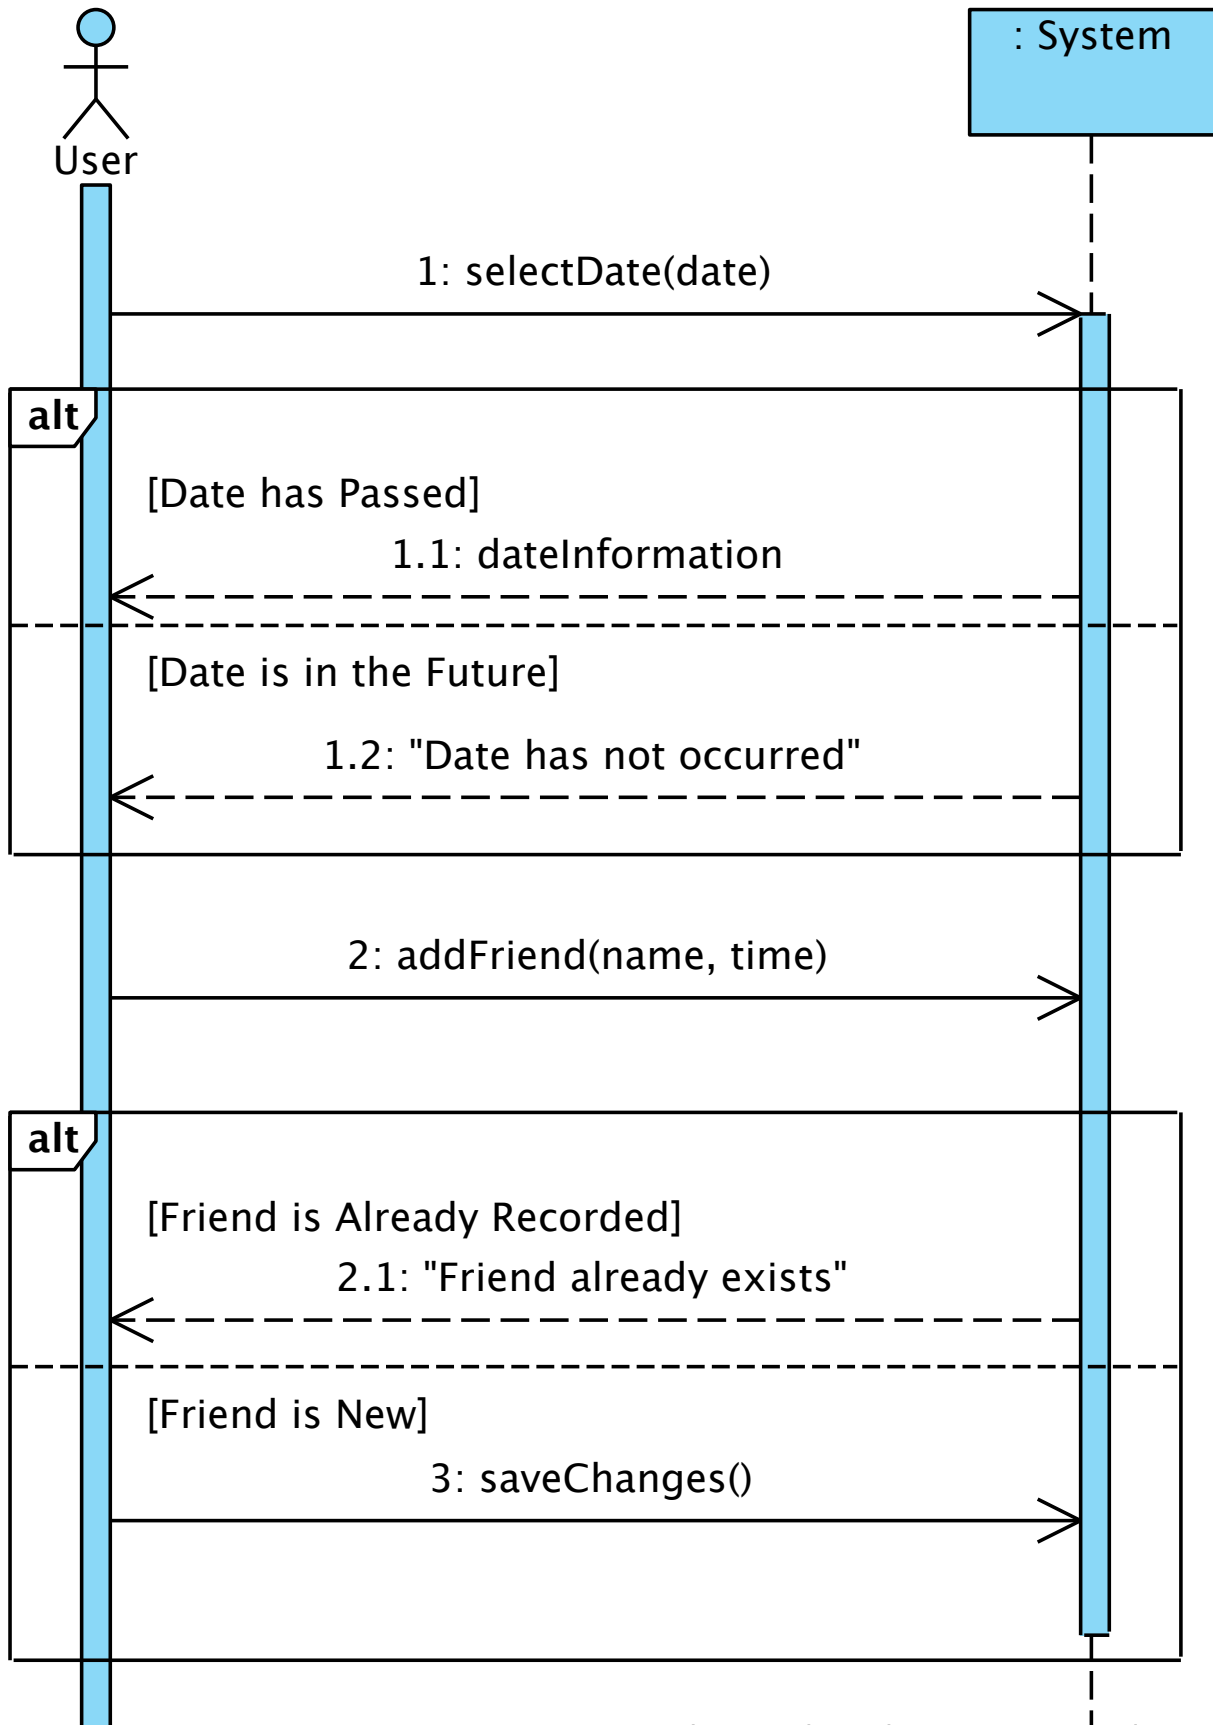 : System
User
1: selectDate(date)
alt
[Date has Passed]
1.1: dateInformation
[Date is in the Future]
1.2: "Date has not occurred"
2: addFriend(name, time)
alt
[Friend is Already Recorded]
2.1: "Friend already exists"
[Friend is New]
3: saveChanges()